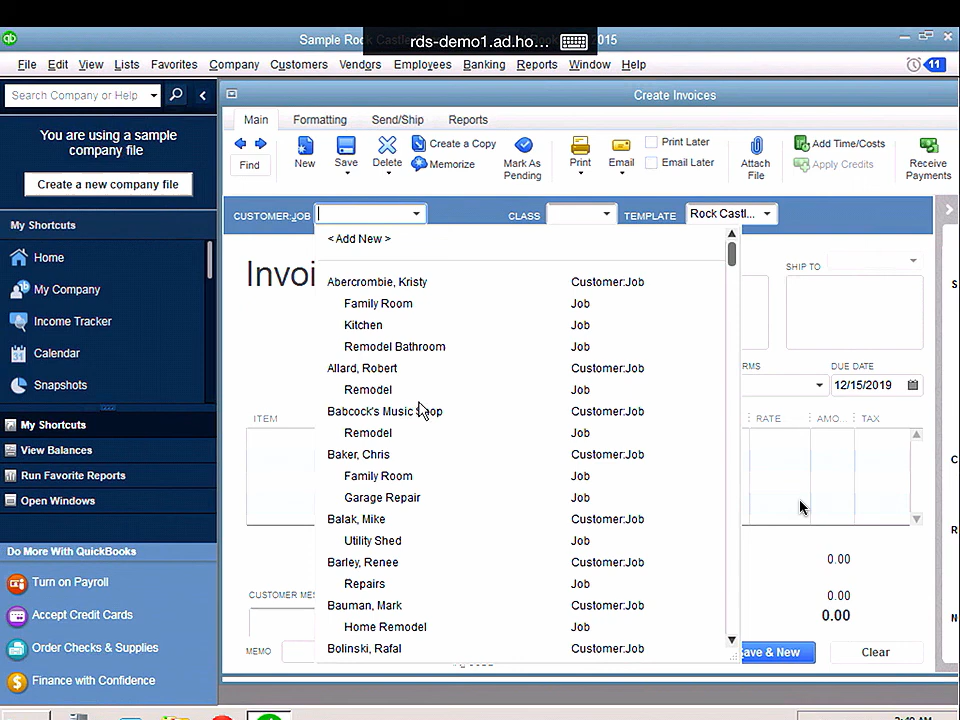 rds-demo1.ad.ho...
Sample Ro
015
File Edit View Lists Favorites Company Customers Vendors Employees Banking Reports Window Help
11
Search Company or Help
Create Invoices
You are using a sample
company file
Create a new company file
My Shortcuts
Home
My Company
Income Tracker
Calendar
31
Snapshots
My Shortcuts
View Balances
Run Favorite Reports
Open Windows
Do More With QuickBooks
Turn on Payroll
Accept Credit Cards
Order Checks & Supplies
Finance with Confidence
Main Formatting Send/Ship Reports
Find
New
Save
Delete
Create a Copy
Memorize
Mark As
Pending
Print
Email
Print Later
Email Later
Attach
File
Add Time/Costs
Apply Credits
Receive
Payments
CUSTOMER:JOB CLASS TEMPLATE Rock Castl...
< Add New >
Abercrombie, Kristy Customer:Job
Family Room Job
Kitchen Job
Remodel Bathroom Job
Allard, Robert Customer:Job
Remodel Job
Babcock's Music Shop Customer:Job
Remodel Job
Baker, Chris Customer:Job
Family Room Job
Garage Repair Job
Balak, Mike Customer:Job
Utility Shed Job
Barley, Renee Customer:Job
Repairs Job
Bauman, Mark Customer:Job
Home Remodel Job
Bolinski, Rafal Customer:Job
Invoi
SHIP TO
RMS
DUE DATE
12/15/2019
ITEM RATE AMO... TAX
0.00
0.00
0.00
CUSTOMER MES
MEMO
ave & New
Clear